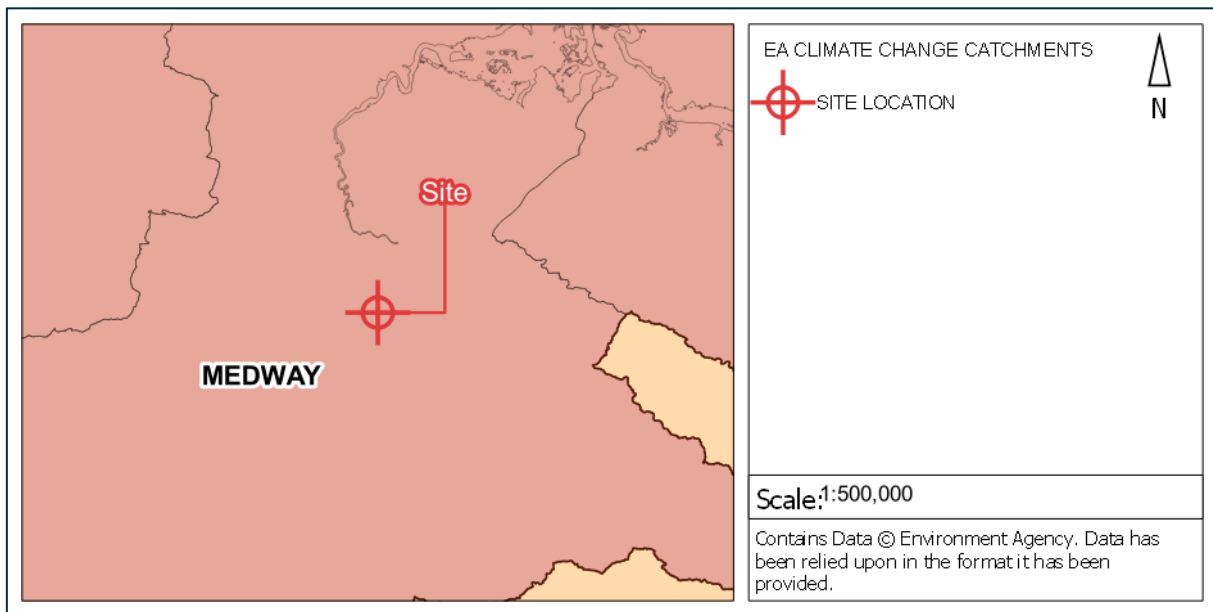 Site
MEDWAY
EA CLIMATE CHANGE CATCHMENTS
SITE LOCATION
N
Scale:1:500,000
Contains Data © Environment Agency. Data has
been relied upon in the format it has been
provided.